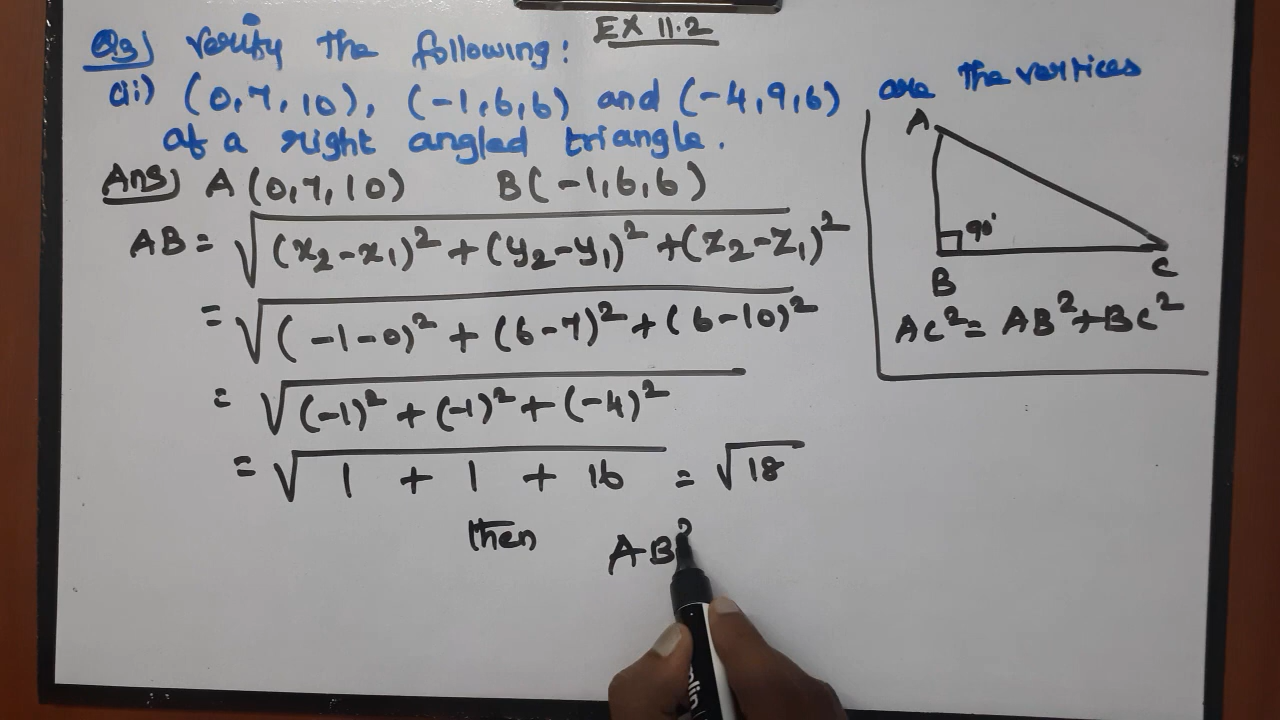 EX 11.2
Q3) Verify the following:
(ii) (0,7,10), (-1,6,6) and (-4,9,6) are the vertices
of a right angled triangle.
Ans) A(0,7,10) B(-1,6,6)
AB = √(x₂-x₁)² + (y₂-y₁)² + (z₂-z₁)²
= √(-1-0)² + (6-7)² + (6-10)²
= √(-1)² + (-1)² + (-4)²
= √1 + 1 + 16 = √18
then AB²
A
90°
B
C
AC² = AB² + BC²